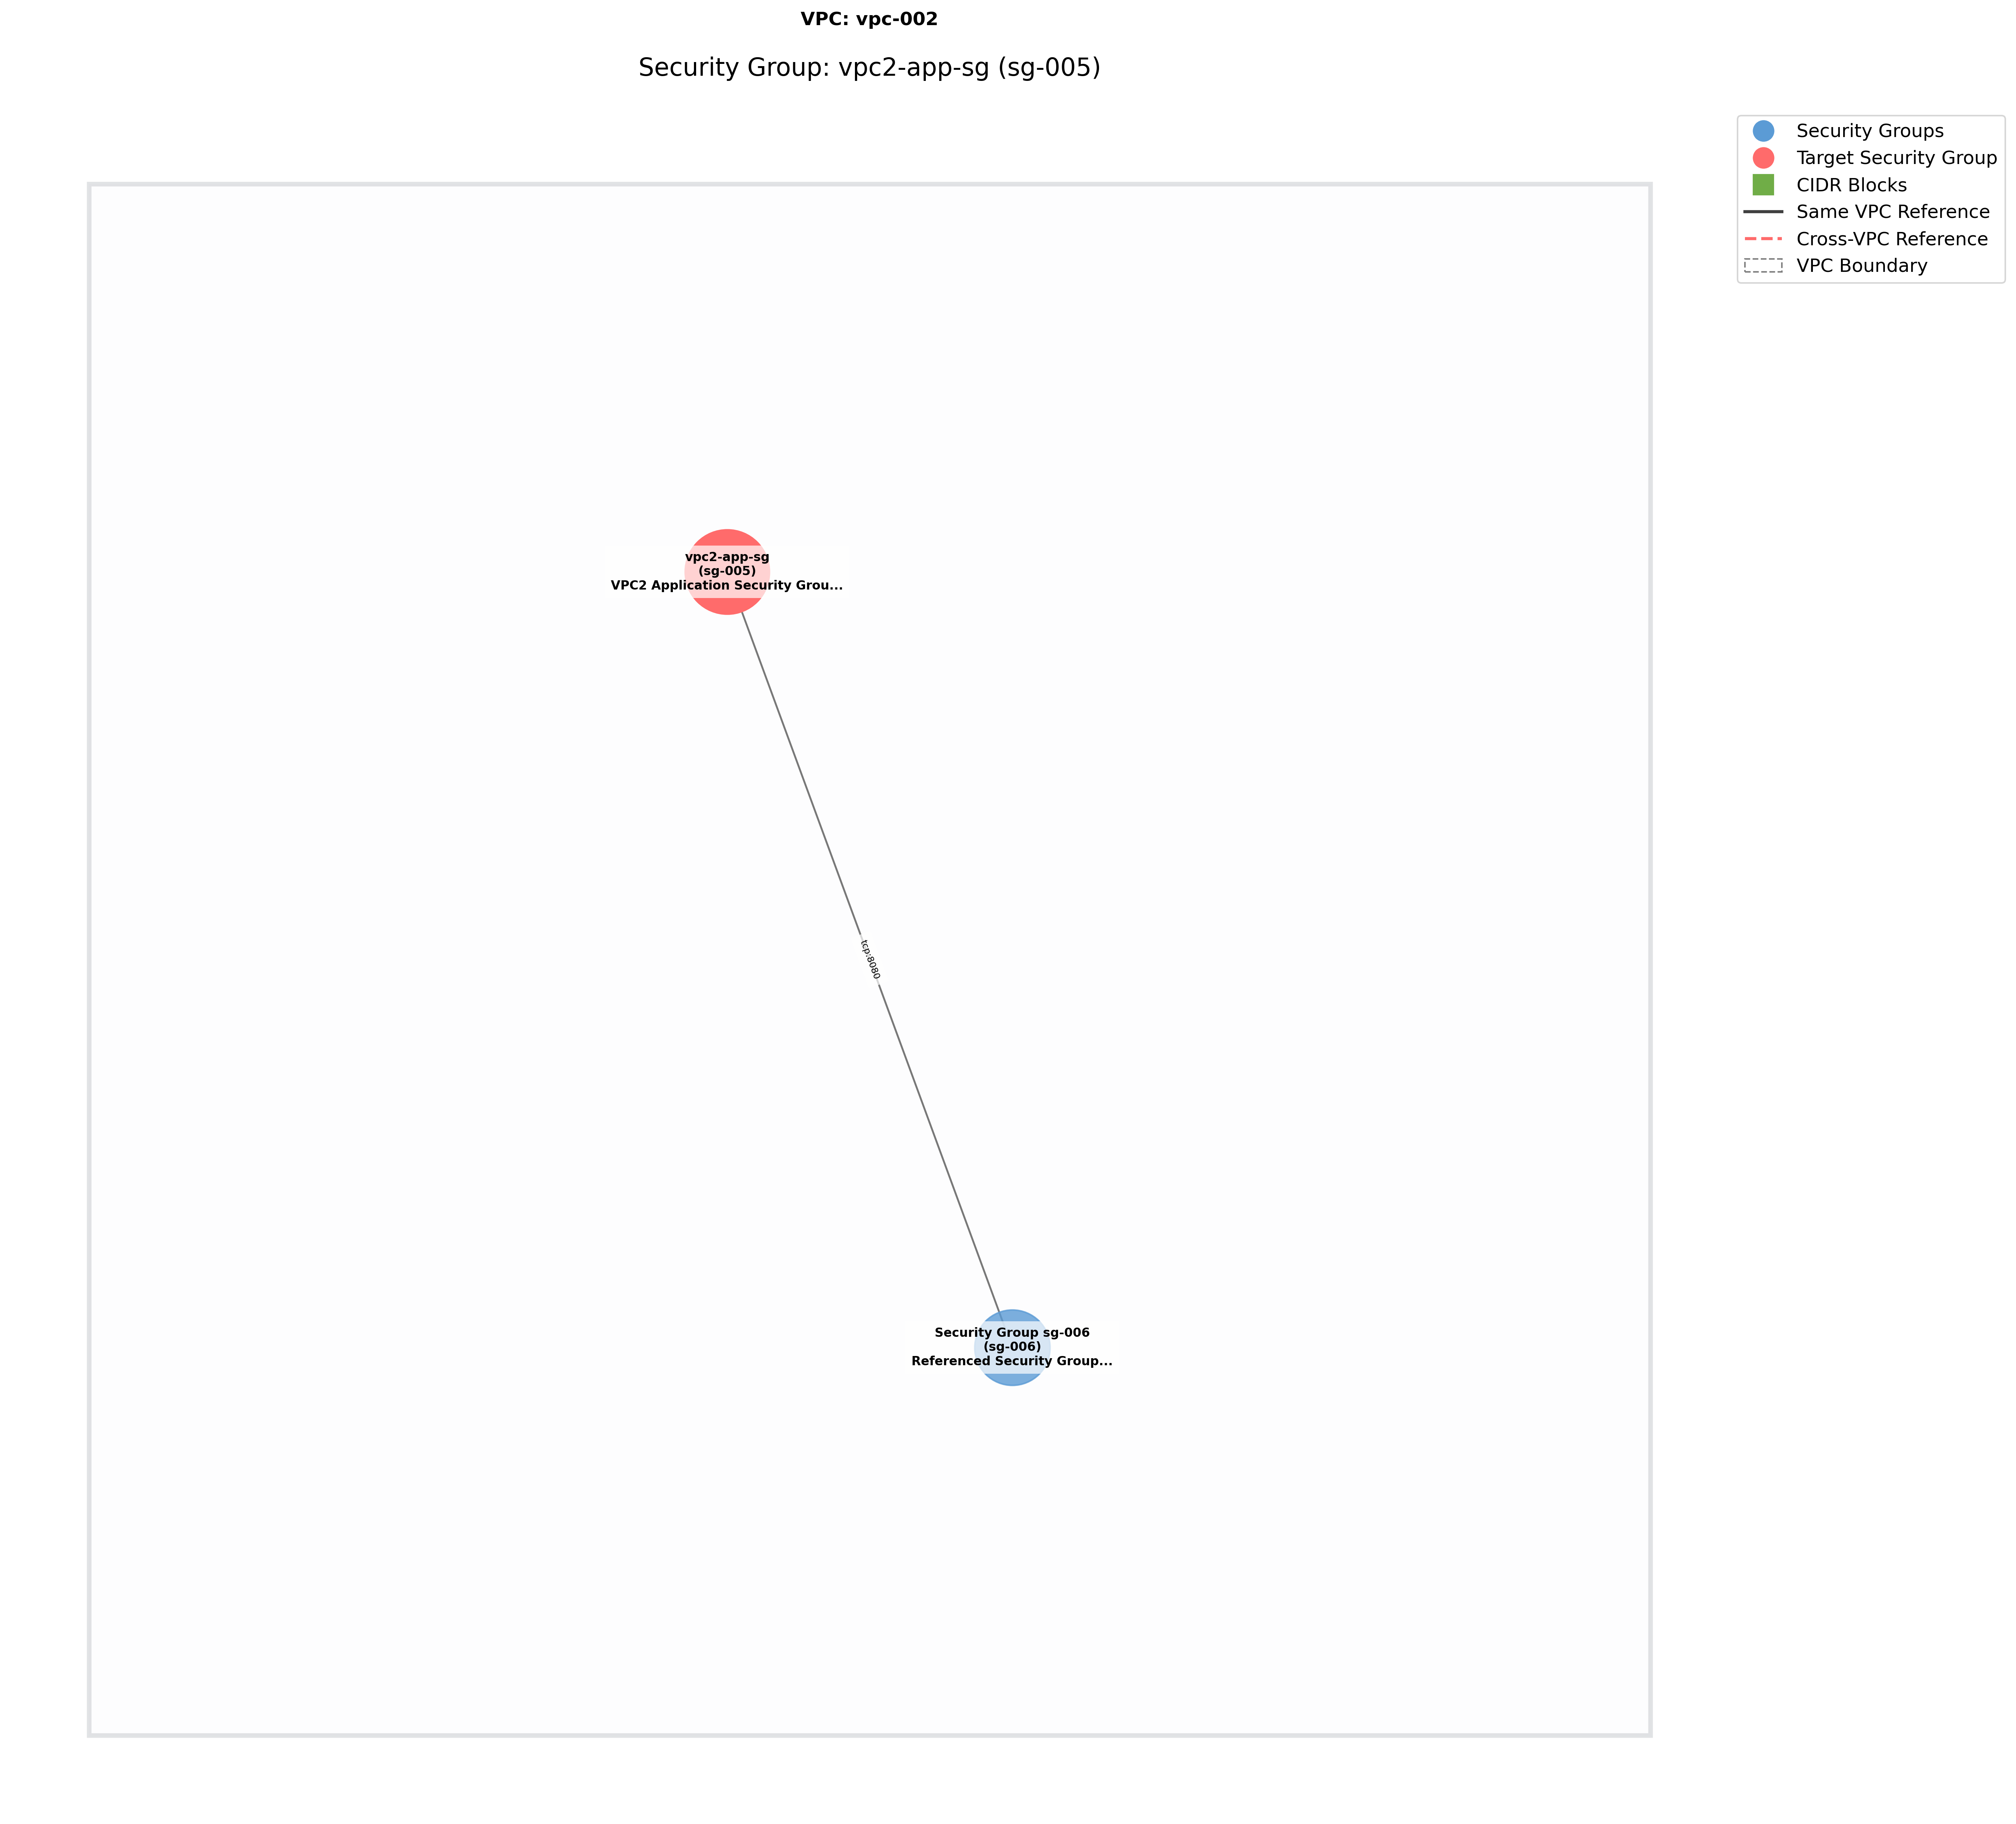 VPC: vpc-002
Security Group: vpc2-app-sg (sg-005)
Security Groups
Target Security Group
CIDR Blocks
Same VPC Reference
Cross-VPC Reference
VPC Boundary
vpc2-app-sg
(sg-005)
VPC2 Application Security Grou...
tcp:8080
Security Group sg-006
(sg-006)
Referenced Security Group...